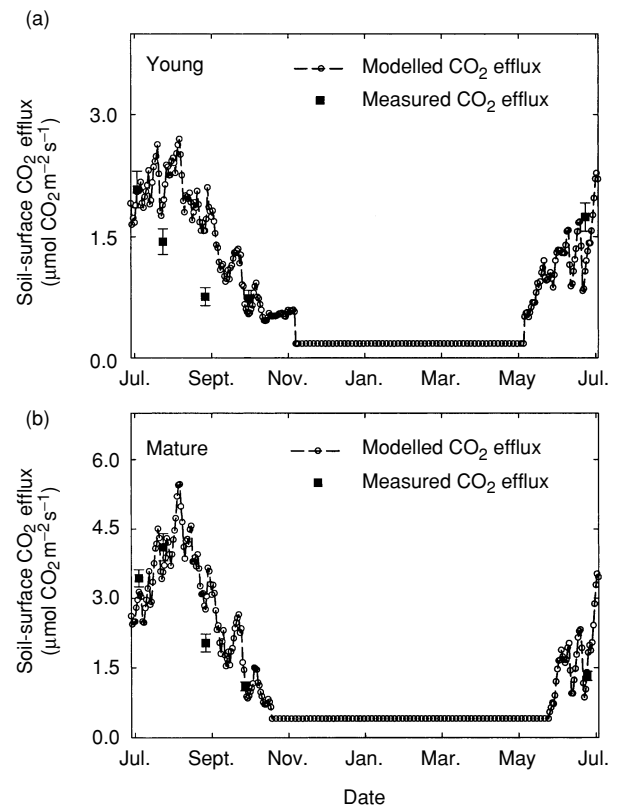 (a)
Young
Modelled CO₂ efflux
Measured CO₂ efflux
Soil-surface CO₂ efflux
(μmol CO₂ m⁻² s⁻¹)
3.0
1.5
0.0
Jul. Sept. Nov. Jan. Mar. May Jul.
(b)
Mature
Modelled CO₂ efflux
Measured CO₂ efflux
Soil-surface CO₂ efflux
(μmol CO₂ m⁻² s⁻¹)
6.0
4.5
3.0
1.5
0.0
Jul. Sept. Nov. Jan. Mar. May Jul.
Date